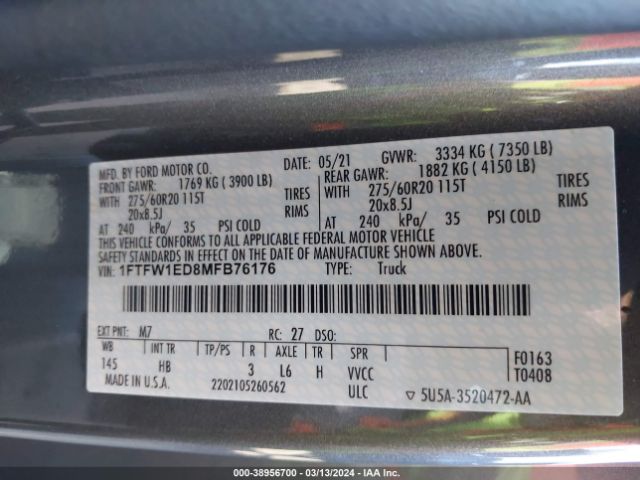 MFD. BY FORD MOTOR CO. DATE: 05/21 GVWR: 3334 KG ( 7350 LB)
FRONT GAWR: 1769 KG ( 3900 LB) REAR GAWR: 1882 KG ( 4150 LB)
WITH 275/60R20 115T TIRES WITH 275/60R20 115T TIRES
20x8.5J RIMS 20x8.5J RIMS
AT 240 kPa/ 35 PSI COLD AT 240 kPa/ 35 PSI COLD
THIS VEHICLE CONFORMS TO ALL APPLICABLE FEDERAL MOTOR VEHICLE
SAFETY STANDARDS IN EFFECT ON THE DATE OF MANUFACTURE SHOWN ABOVE.
VIN: 1FTFW1ED8MFB76176 TYPE: Truck
EXT PNT: M7 RC: 27 DSO:
WB INT TR TP/PS R AXLE TR SPR F0163
145 HB 3 L6 H VVCC T0408
MADE IN U.S.A. 2202105260562 ULC ▽ 5U5A-3520472-AA
000-38956700 - 03/13/2024 - IAA Inc.